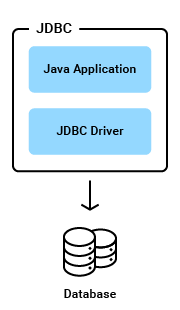 JDBC
Java Application
JDBC Driver
Database